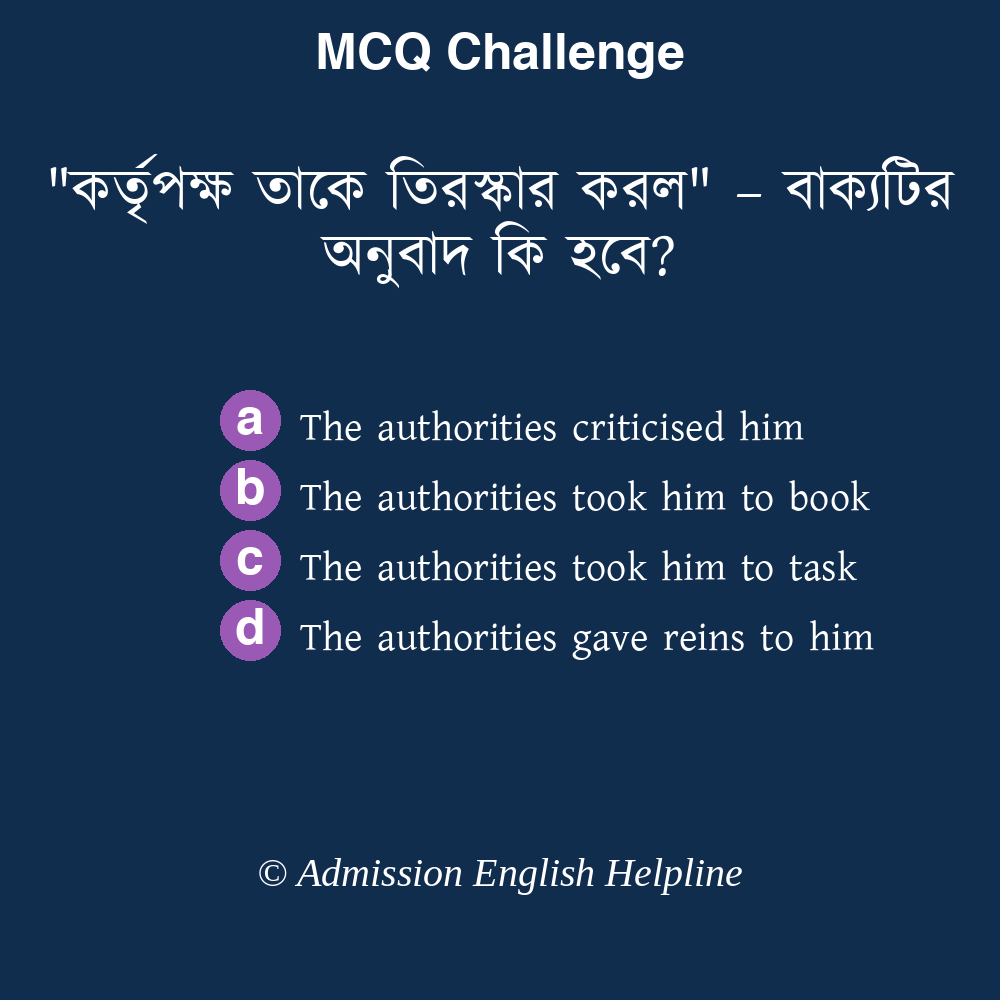 MCQ Challenge
"কর্তৃপক্ষ তাকে তিরস্কার করল" – বাক্যটির
অনুবাদ কি হবে?
a The authorities criticised him
b The authorities took him to book
c The authorities took him to task
d The authorities gave reins to him
© Admission English Helpline